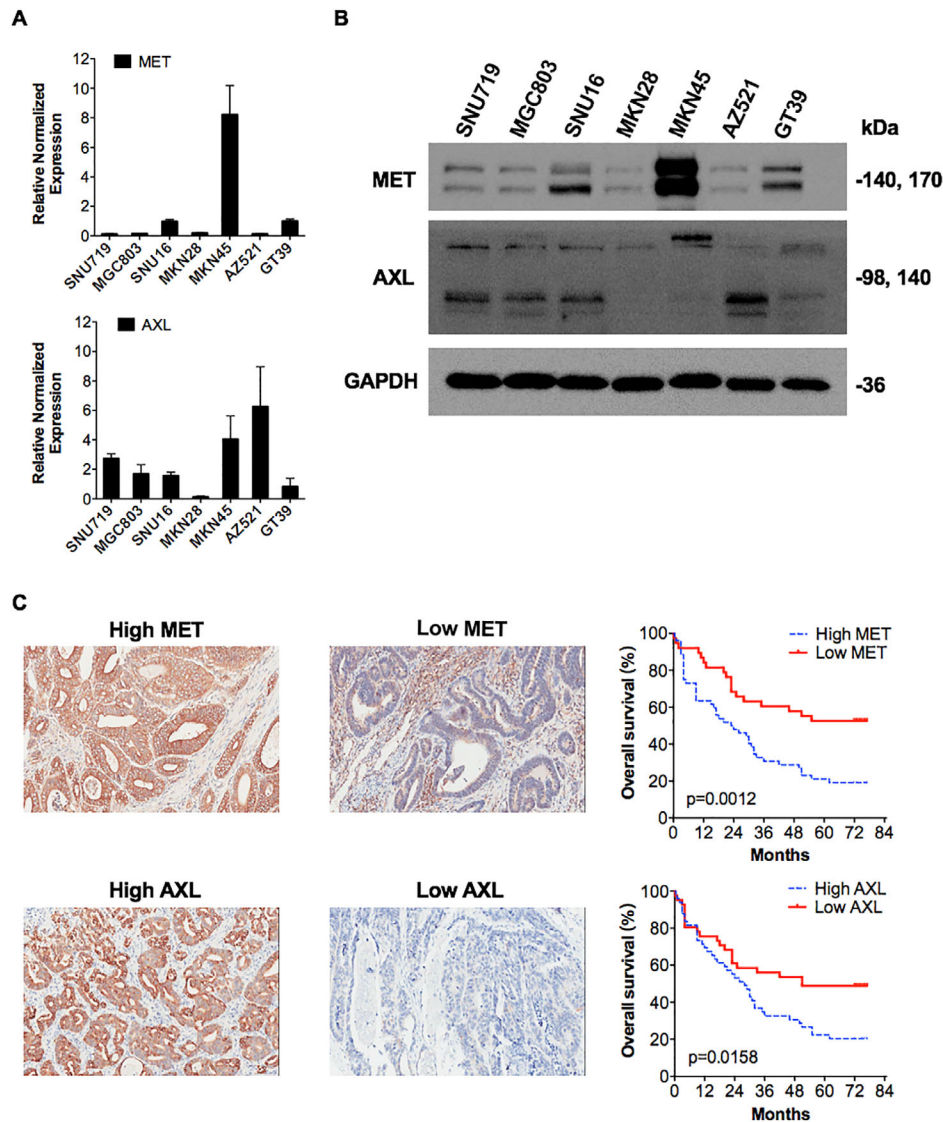 A
MET
Relative Normalized
Expression
12
10
8
6
4
2
0
SNU719
MGC803
SNU16
MKN28
MKN45
AZ521
GT39
AXL
Relative Normalized
Expression
12
10
8
6
4
2
0
SNU719
MGC803
SNU16
MKN28
MKN45
AZ521
GT39
B
SNU719
MGC803
SNU16
MKN28
MKN45
AZ521
GT39
kDa
MET
-140, 170
AXL
-98, 140
GAPDH
-36
C
High MET
Low MET
Overall survival (%)
100
80
60
40
20
0
High MET
Low MET
p=0.0012
0 12 24 36 48 60 72 84
Months
High AXL
Low AXL
Overall survival (%)
100
80
60
40
20
0
High AXL
Low AXL
p=0.0158
0 12 24 36 48 60 72 84
Months